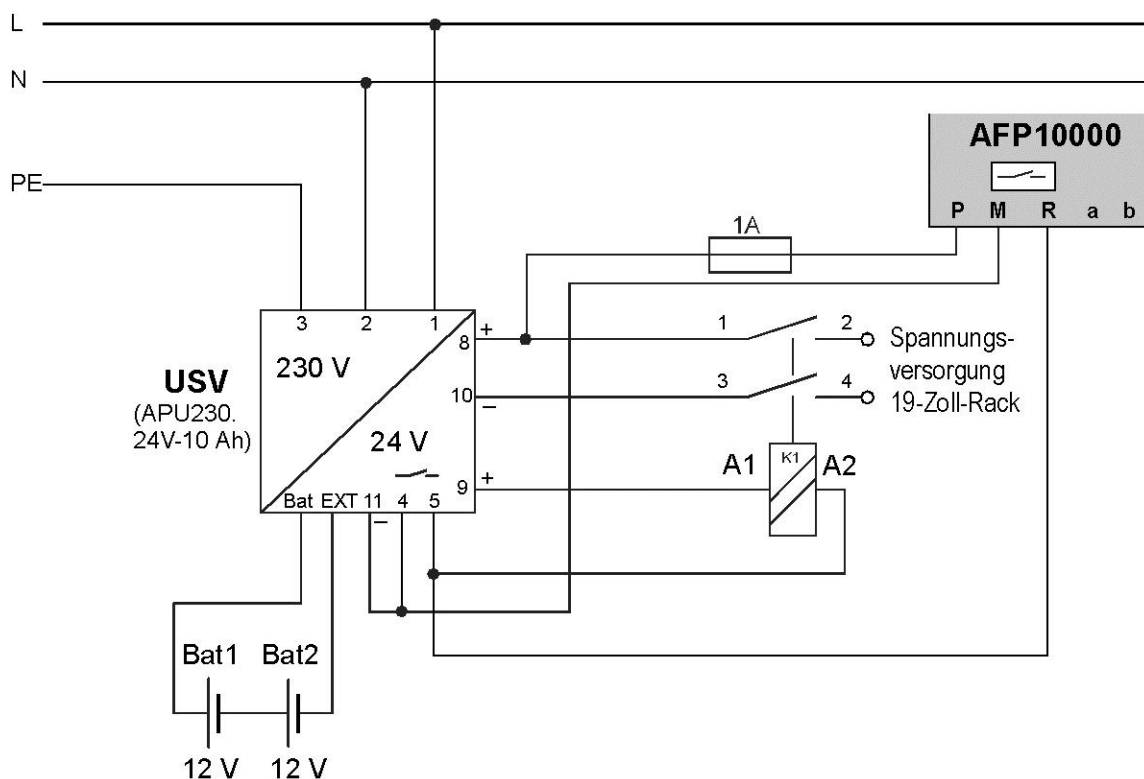 L
N
PE
AFP10000
P M R a b
1A
3 2 1
8 +
230 V
USV
(APU230.
24V-10 Ah)
1 2
Spannungs-
versorgung
19-Zoll-Rack
10 –
3 4
24 V
A1 K1 A2
9 +
Bat EXT 11 4 5
–
Bat1 Bat2
12 V 12 V